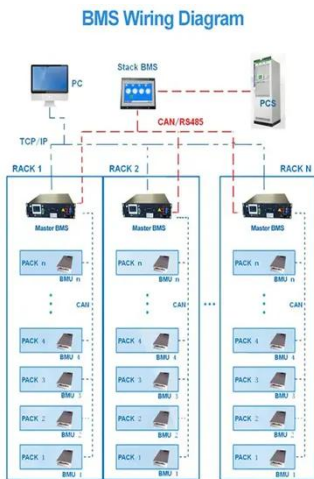 BMS Wiring Diagram
PC
Stack BMS
PCS
TCP/IP
CAN/RS485
RACK 1
RACK 2
RACK N
Master BMS
Master BMS
Master BMS
PACK n
BMU n
PACK n
BMU n
PACK n
BMU n
CAN
CAN
... 
CAN
PACK 4
BMU 4
PACK 4
BMU 4
PACK 4
BMU 4
PACK 3
BMU 3
PACK 3
BMU 3
PACK 3
BMU 3
PACK 2
BMU 2
PACK 2
BMU 2
PACK 2
BMU 2
PACK 1
BMU 1
PACK 1
BMU 1
PACK 1
BMU 1